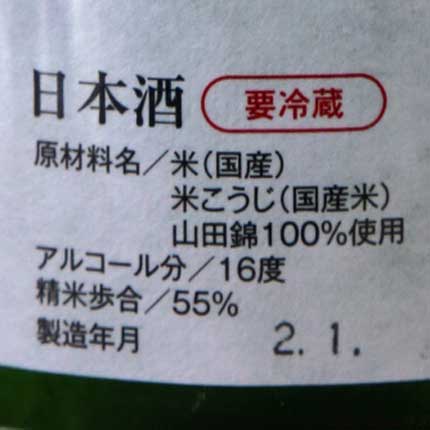 日本酒 要冷蔵
原材料名／米（国産）
米こうじ（国産米）
山田錦100%使用
アルコール分／16度
精米歩合／55%
製造年月 2. 1.